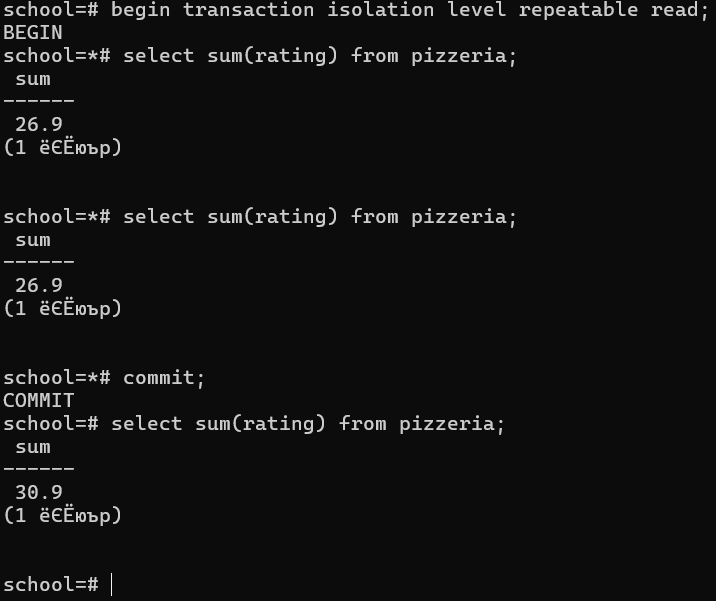 school=# begin transaction isolation level repeatable read;
BEGIN
school=*# select sum(rating) from pizzeria;
 sum
------
 26.9
(1 ёЄЁюър)
school=*# select sum(rating) from pizzeria;
 sum
------
 26.9
(1 ёЄЁюър)
school=*# commit;
COMMIT
school=# select sum(rating) from pizzeria;
 sum
------
 30.9
(1 ёЄЁюър)
school=#